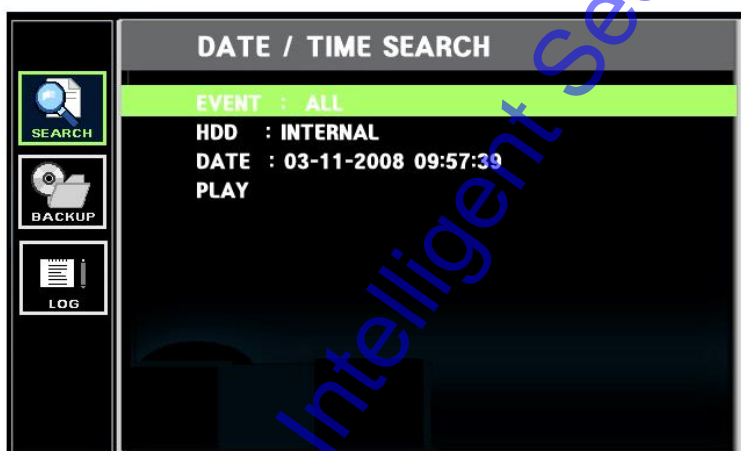 DATE / TIME SEARCH
EVENT : ALL
HDD : INTERNAL
DATE : 03-11-2008 09:57:39
PLAY
SEARCH
BACKUP
LOG
Intelligent